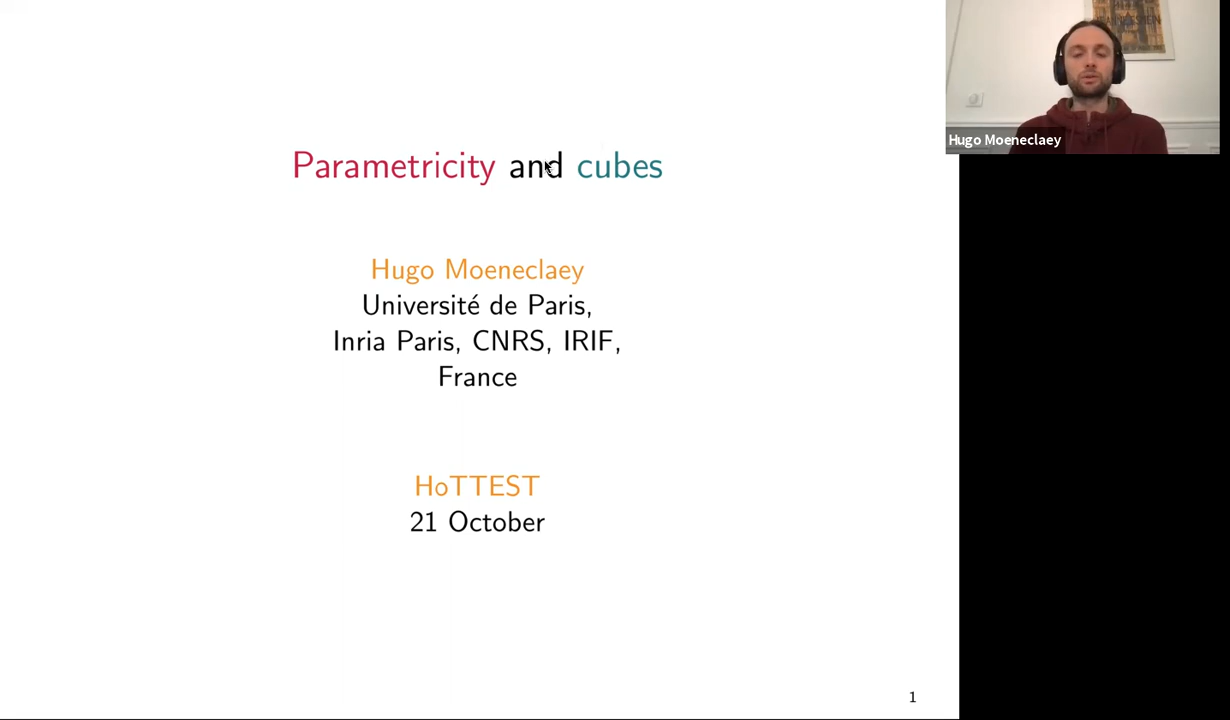 Parametricity and cubes
Hugo Moeneclaey
Université de Paris,
Inria Paris, CNRS, IRIF,
France
HoTTEST
21 October
1
Hugo Moeneclaey